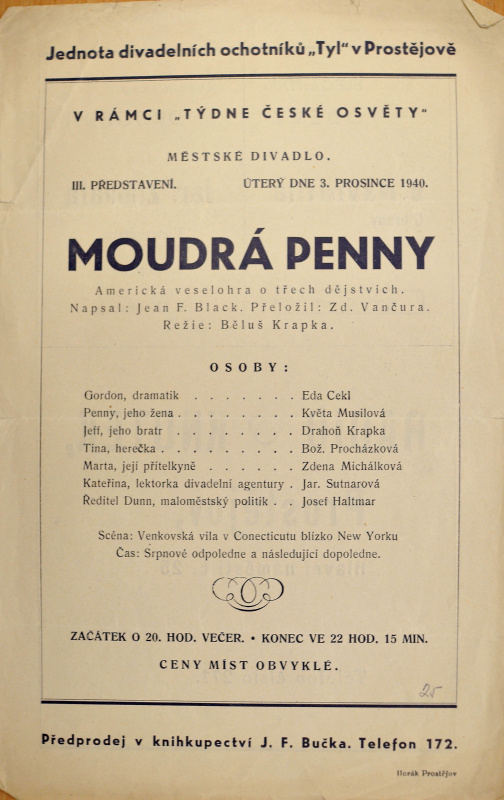 Jednota divadelních ochotníků „Tyl“ v Prostějově
V RÁMCI „TÝDNE ČESKÉ OSVĚTY“
MĚSTSKÉ DIVADLO.
III. PŘEDSTAVENÍ. ÚTERÝ DNE 3. PROSINCE 1940.
MOUDRÁ PENNY
Americká veselohra o třech dějstvích.
Napsal: Jean F. Black. Přeložil: Zd. Vančura.
Režie: Běluš Krapka.
OSOBY:
Gordon, dramatik . . . . . . . Eda Cekl
Penny, jeho žena . . . . . . . . Květa Musilová
Jeff, jeho bratr . . . . . . . . Drahoň Krapka
Tina, herečka . . . . . . . . . Bož. Procházková
Marta, její přítelkyně . . . . . . Zdena Michálková
Kateřina, lektorka divadelní agentury . Jar. Sutnarová
Ředitel Dunn, maloměstský politik . . Josef Haltmar
Scéna: Venkovská vila v Conecticutu blízko New Yorku
Čas: Srpnové odpoledne a následující dopoledne.
ZAČÁTEK O 20. HOD. VEČER. • KONEC VE 22 HOD. 15 MIN.
CENY MÍST OBVYKLÉ.
25
Předprodej v knihkupectví J. F. Bučka. Telefon 172.
Horák Prostějov